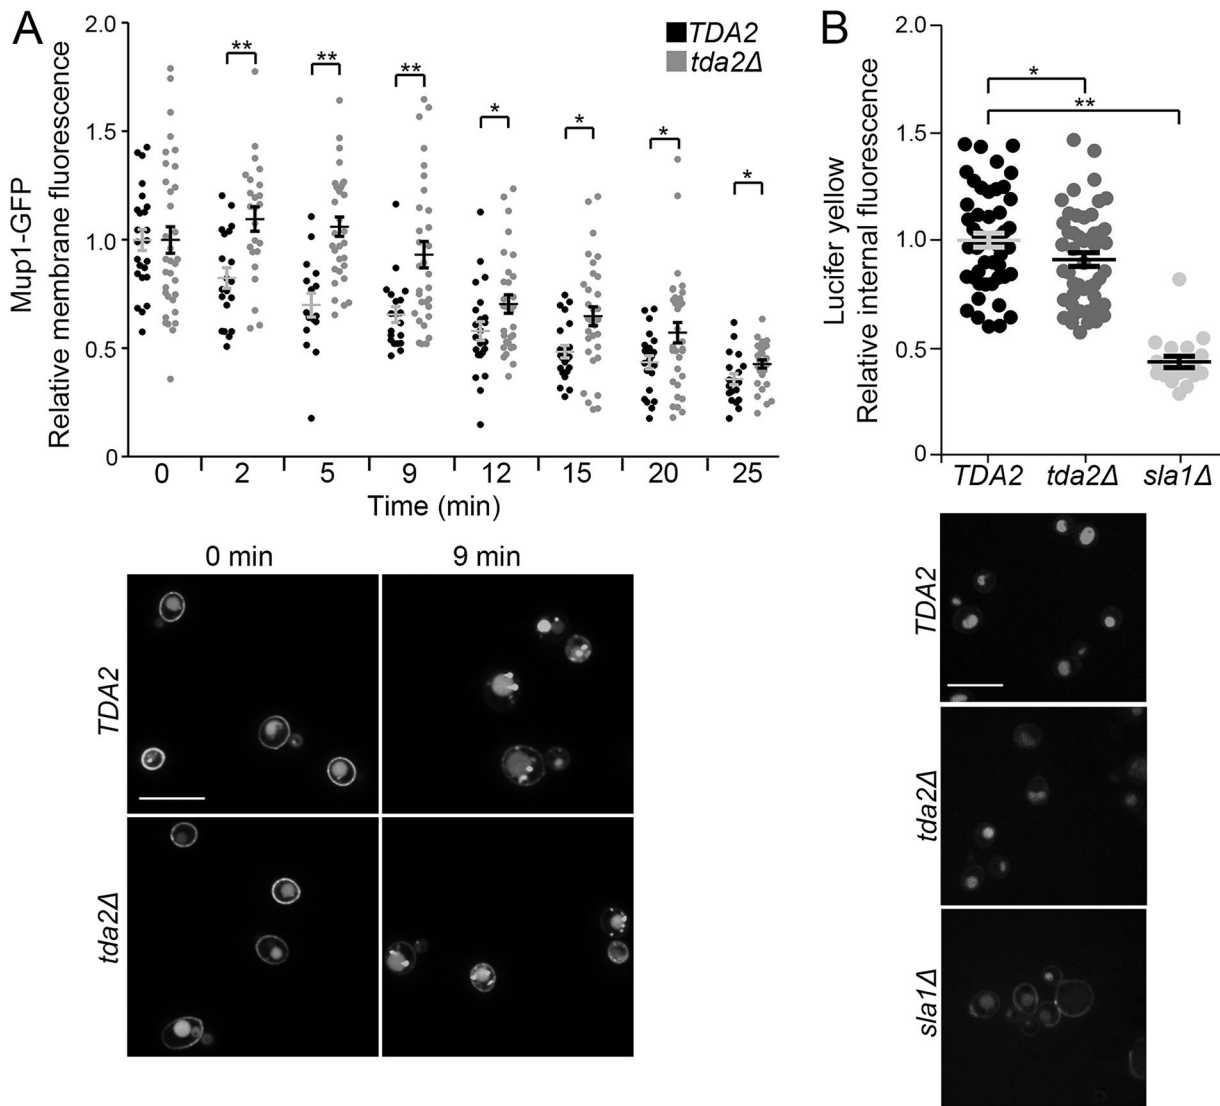 A
Mup1-GFP
Relative membrane fluorescence
2.0
1.5
1.0
0.5
0
TDA2
tda2Δ
**
**
**
*
*
*
*
0 2 5 9 12 15 20 25
Time (min)
0 min
9 min
TDA2
tda2Δ
B
Lucifer yellow
Relative internal fluorescence
2.0
1.5
1.0
0.5
0
*
**
TDA2 tda2Δ sla1Δ
TDA2
tda2Δ
sla1Δ